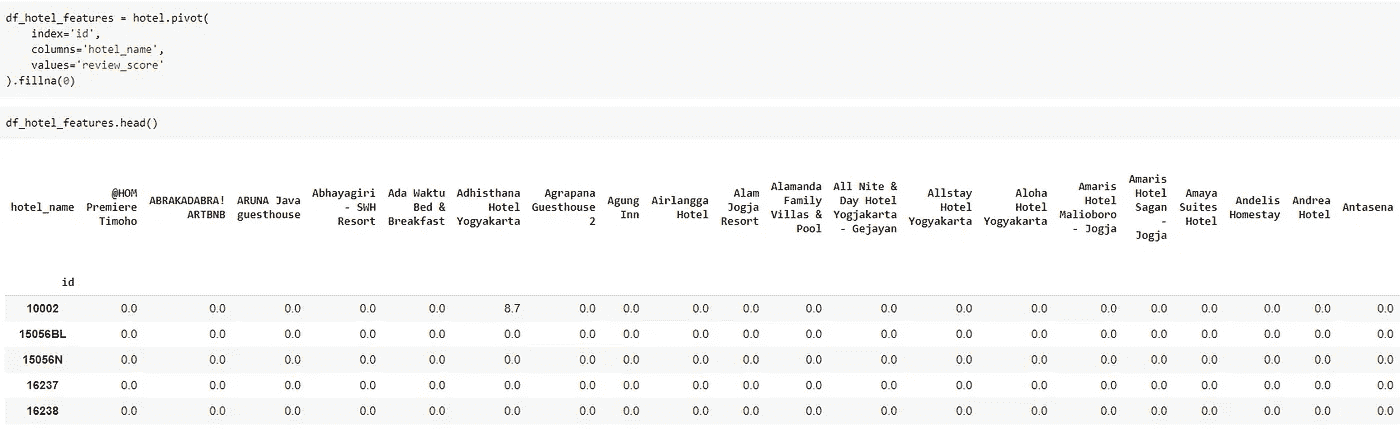 df_hotel_features = hotel.pivot(
    index='id',
    columns='hotel_name',
    values='review_score'
).fillna(0)
df_hotel_features.head()
hotel_name @HOM Premiere Timoho ABRAKADABRA! ARTBNB ARUNA Java guesthouse Abhayagiri - SWH Resort Ada Waktu Bed & Breakfast Adhisthana Hotel Yogyakarta Agrapana Guesthouse 2 Agung Inn Airlangga Hotel Alam Jogja Resort Alamanda Family Villas & Pool All Nite & Day Hotel Yogjakarta - Gejayan Allstay Hotel Yogyakarta Aloha Hotel Yogyakarta Amaris Hotel Malioboro - Jogja Amaris Hotel Sagan - Jogja Amaya Suites Hotel Andelis Homestay Andrea Hotel Antasena
id
10002 0.0 0.0 0.0 0.0 0.0 8.7 0.0 0.0 0.0 0.0 0.0 0.0 0.0 0.0 0.0 0.0 0.0 0.0 0.0 0.0
15056BL 0.0 0.0 0.0 0.0 0.0 0.0 0.0 0.0 0.0 0.0 0.0 0.0 0.0 0.0 0.0 0.0 0.0 0.0 0.0 0.0
15056N 0.0 0.0 0.0 0.0 0.0 0.0 0.0 0.0 0.0 0.0 0.0 0.0 0.0 0.0 0.0 0.0 0.0 0.0 0.0 0.0
16237 0.0 0.0 0.0 0.0 0.0 0.0 0.0 0.0 0.0 0.0 0.0 0.0 0.0 0.0 0.0 0.0 0.0 0.0 0.0 0.0
16238 0.0 0.0 0.0 0.0 0.0 0.0 0.0 0.0 0.0 0.0 0.0 0.0 0.0 0.0 0.0 0.0 0.0 0.0 0.0 0.0